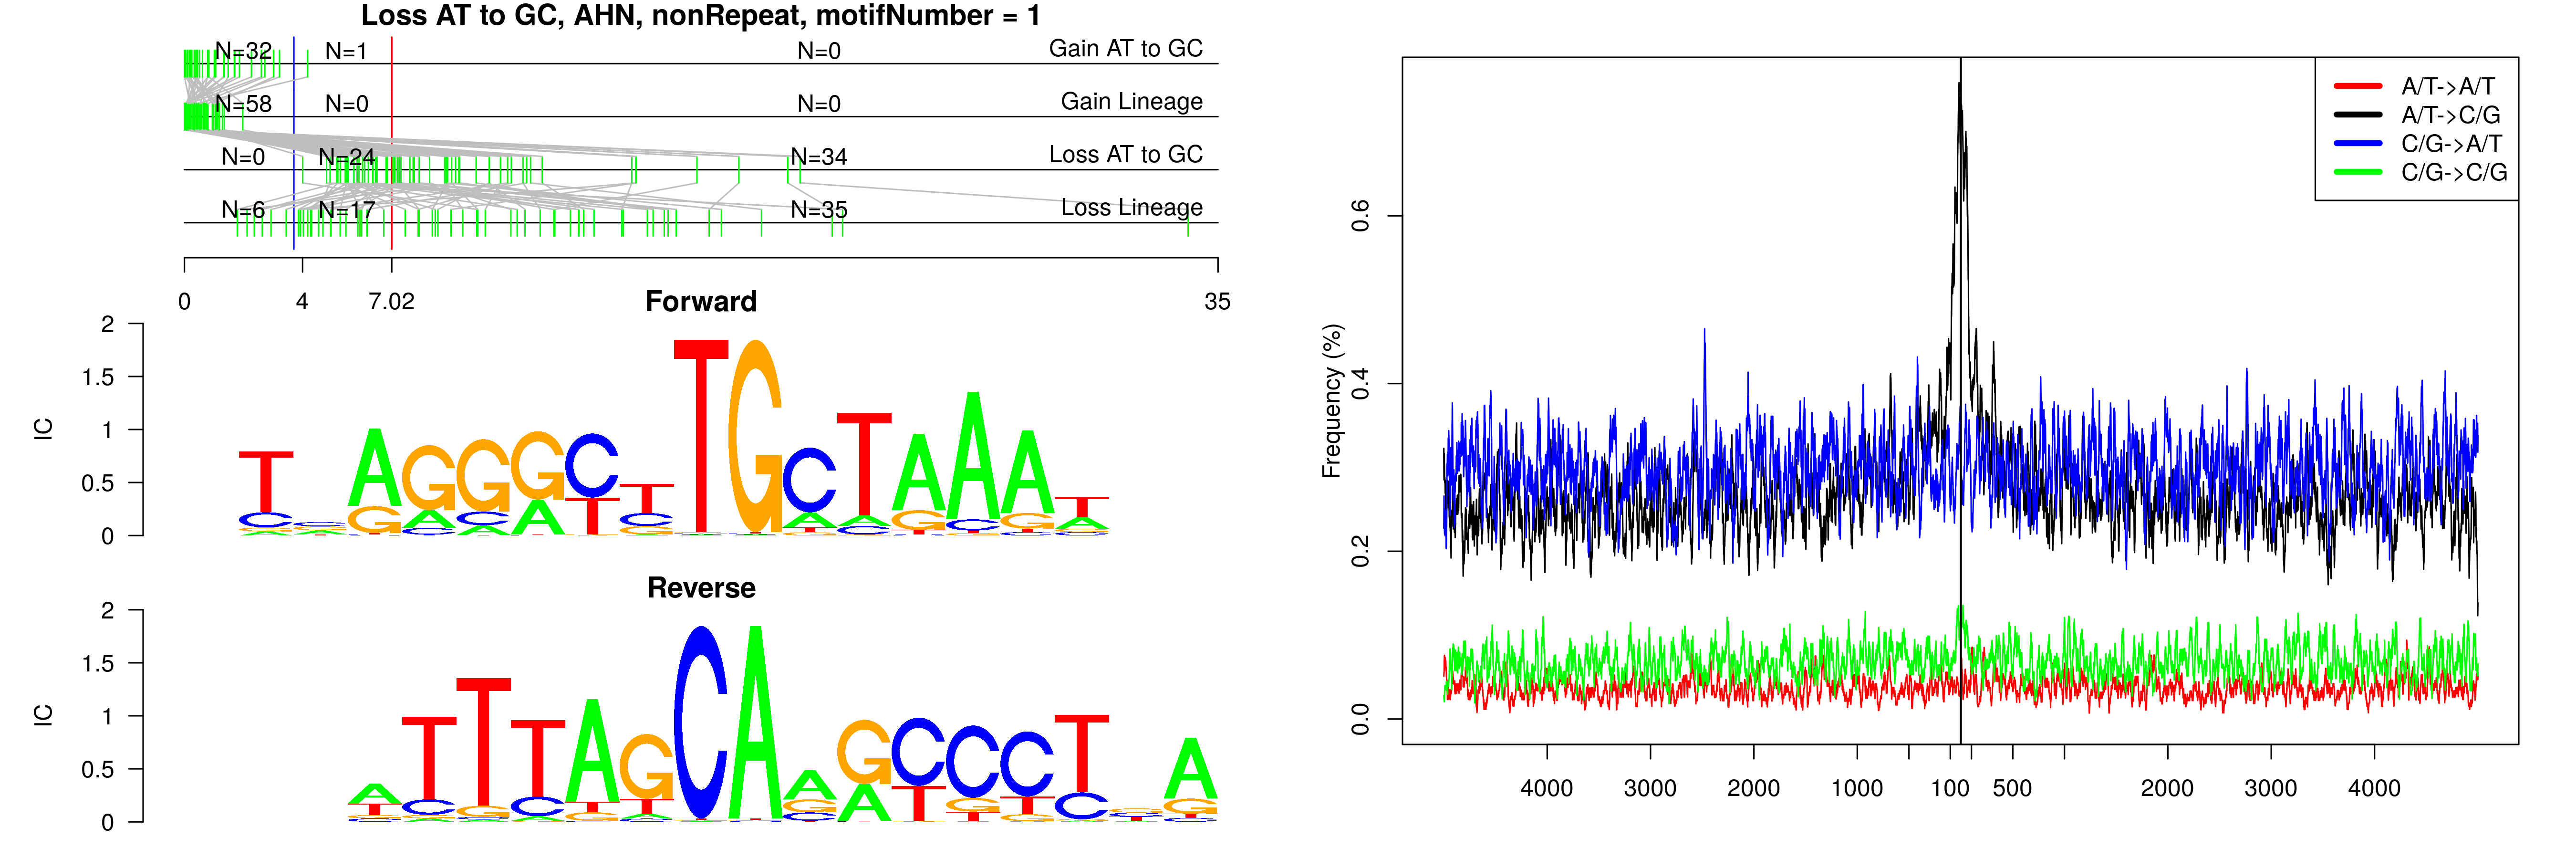 Loss AT to GC, AHN, nonRepeat, motifNumber = 1
N=32 N=1 N=0 Gain AT to GC
N=58 N=0 N=0 Gain Lineage
N=0 N=24 N=34 Loss AT to GC
N=6 N=17 N=35 Loss Lineage
0 4 7.02 35
Forward
IC
2
1.5
1
0.5
0
Reverse
IC
2
1.5
1
0.5
0
A/T->A/T
A/T->C/G
C/G->A/T
C/G->C/G
Frequency (%)
0.6
0.4
0.2
0.0
4000 3000 2000 1000 100 500 2000 3000 4000